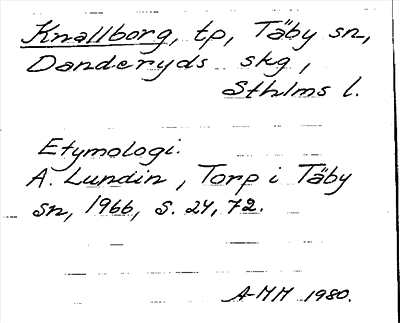 Knallborg, tp, Täby sn,
Danderyds skg,
Sthlms l.
Etymologi:
A. Lundin, Torp i Täby
sn, 1966, s. 24, 72.
A-MM 1980.